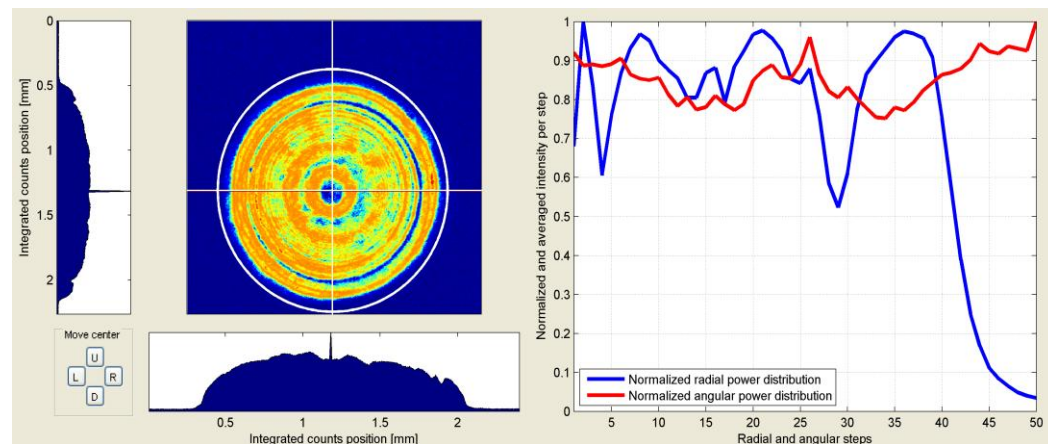 0
0.5
1
1.5
2
Integrated counts position [mm]
Move center
U
L
R
D
0.5
1
1.5
2
Integrated counts position [mm]
1
0.9
0.8
0.7
0.6
0.5
0.4
0.3
0.2
0.1
0
Normalized and averaged intensity per step
Normalized radial power distribution
Normalized angular power distribution
5
10
15
20
25
30
35
40
45
50
Radial and angular steps